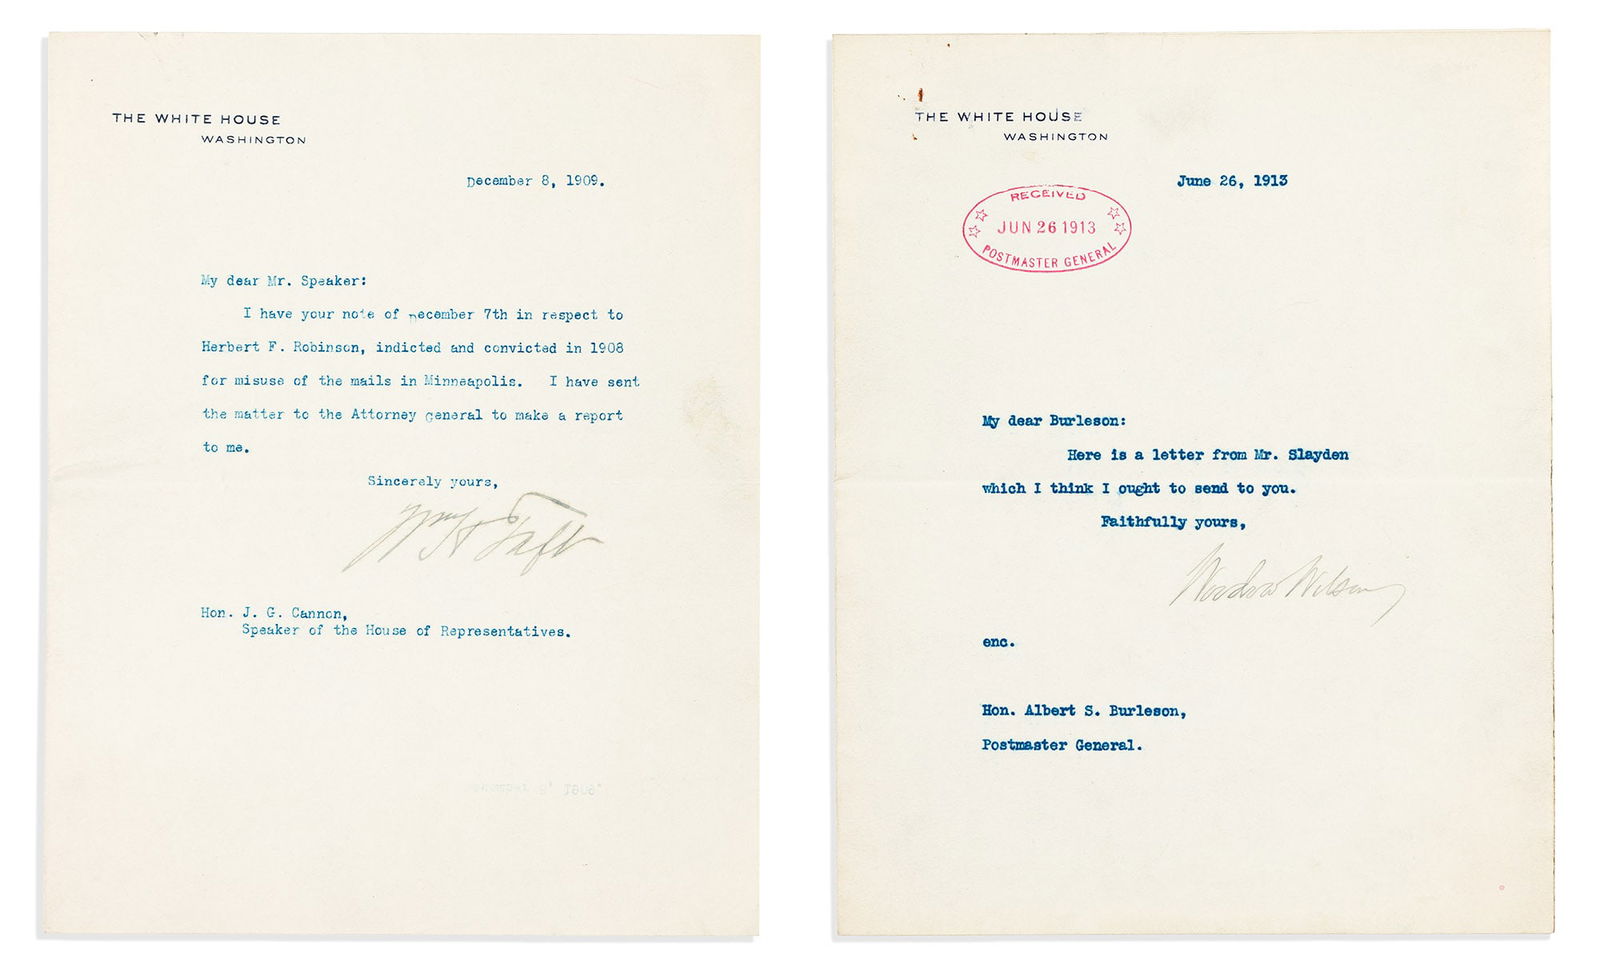 THE WHITE HOUSE
WASHINGTON
December 8, 1909.
My dear Mr. Speaker:
I have your note of December 7th in respect to
Herbert F. Robinson, indicted and convicted in 1908
for misuse of the mails in Minneapolis. I have sent
the matter to the Attorney general to make a report
to me.
Sincerely yours,
Wm H Taft
Hon. J. G. Cannon,
Speaker of the House of Representatives.
THE WHITE HOUSE
WASHINGTON
June 26, 1913
RECEIVED
JUN 26 1913
POSTMASTER GENERAL
My dear Burleson:
Here is a letter from Mr. Slayden
which I think I ought to send to you.
Faithfully yours,
Woodrow Wilson
enc.
Hon. Albert S. Burleson,
Postmaster General.